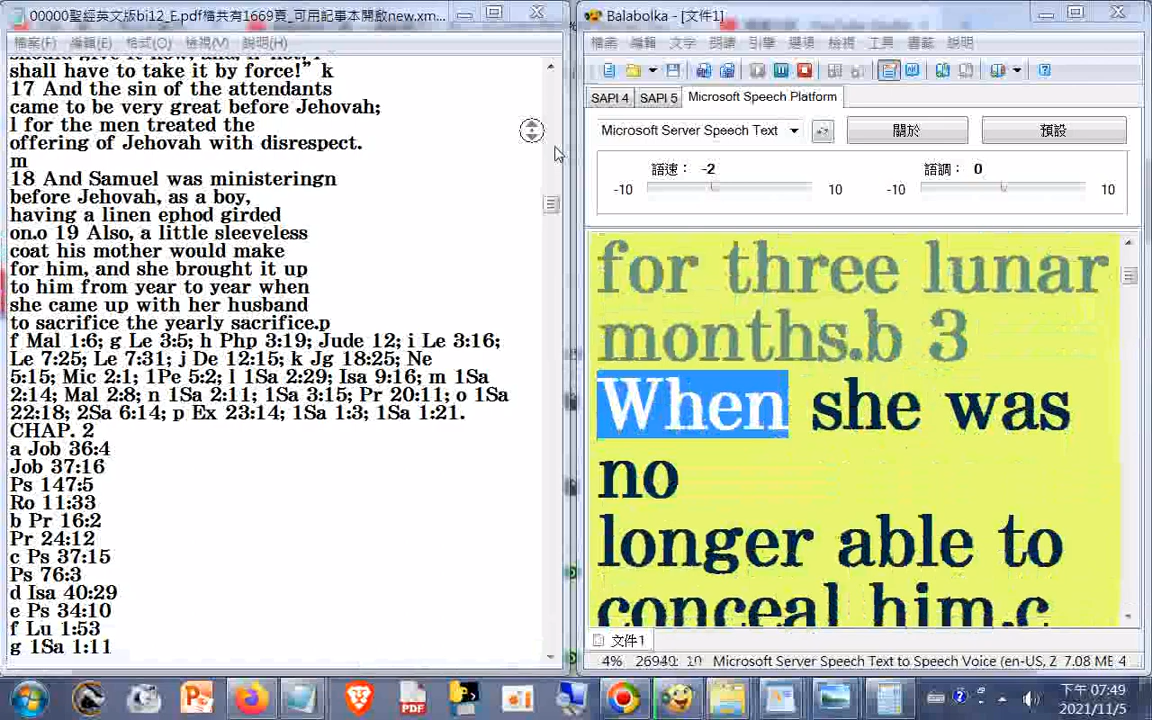 00000聖經英文版bi12_E.pdf檔共有1669頁_可用記事本開啟new.xm...
檔案(F) 編輯(E) 格式(O) 檢視(V) 說明(H)
shall have to take it by force!” k
17 And the sin of the attendants
came to be very great before Jehovah;
l for the men treated the
offering of Jehovah with disrespect.
m
18 And Samuel was ministeringn
before Jehovah, as a boy,
having a linen ephod girded
on.o 19 Also, a little sleeveless
coat his mother would make
for him, and she brought it up
to him from year to year when
she came up with her husband
to sacrifice the yearly sacrifice.p
f Mal 1:6; g Le 3:5; h Php 3:19; Jude 12; i Le 3:16;
Le 7:25; Le 7:31; j De 12:15; k Jg 18:25; Ne
5:15; Mic 2:1; 1Pe 5:2; l 1Sa 2:29; Isa 9:16; m 1Sa
2:14; Mal 2:8; n 1Sa 2:11; 1Sa 3:15; Pr 20:11; o 1Sa
22:18; 2Sa 6:14; p Ex 23:14; 1Sa 1:3; 1Sa 1:21.
CHAP. 2
a Job 36:4
Job 37:16
Ps 147:5
Ro 11:33
b Pr 16:2
Pr 24:12
c Ps 37:15
Ps 76:3
d Isa 40:29
e Ps 34:10
f Lu 1:53
g 1Sa 1:11
Balabolka - [文件1]
檔案 編輯 文字 朗讀 引擎 選項 檢視 工具 書籤 說明
SAPI 4 SAPI 5 Microsoft Speech Platform
Microsoft Server Speech Text 關於 預設
語速: -2 語調: 0
-10 10 -10 10
for three lunar
months.b 3
When she was
no
longer able to
conceal him.c
文件1
4% 26940: 10 Microsoft Server Speech Text to Speech Voice (en-US, Z 7.08 ME 4
PDF
下午 07:49
2021/11/5